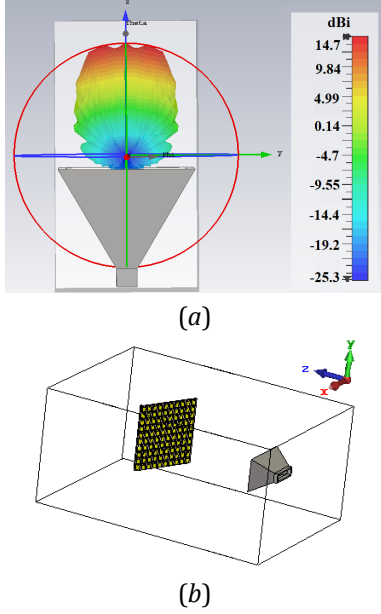 z
Theta
Phi
y
dBi
14.7
9.84
4.99
0.14
-4.7
-9.55
-14.4
-19.2
-25.3
(a)
Y
Z
X
(b)